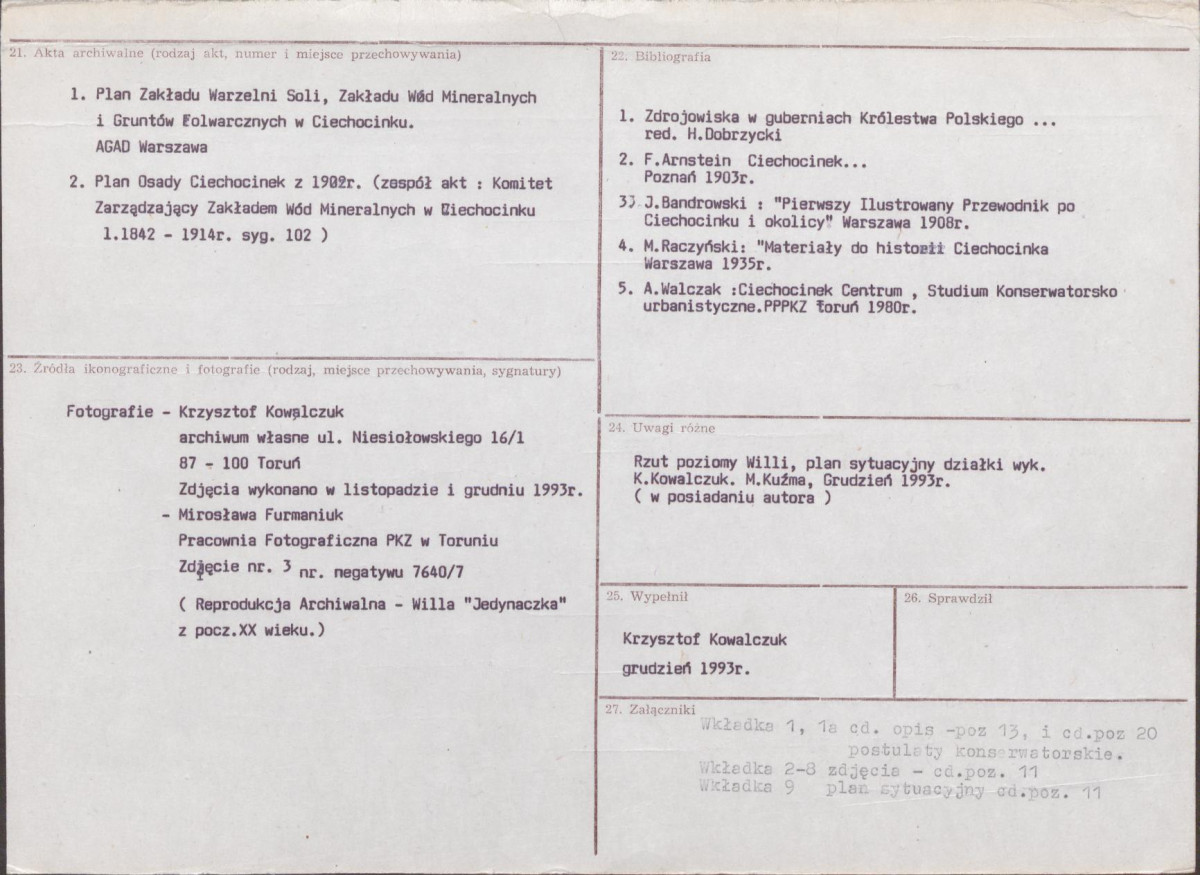 21. Akta archiwalne (rodzaj akt, numer i miejsce przechowywania)
1. Plan Zakładu Warzelni Soli, Zakładu Wód Mineralnych
i Gruntów Folwarcznych w Ciechocinku.
AGAD Warszawa
2. Plan Osady Ciechocinek z 1902r. (zespół akt : Komitet
Zarządzający Zakładem Wód Mineralnych w Ciechocinku
l.1842 - 1914r. syg. 102 )
22. Bibliografia
1. Zdrojowiska w guberniach Królestwa Polskiego ...
red. H.Dobrzycki
2. F.Arnstein Ciechocinek...
Poznań 1903r.
3) J.Bandrowski : "Pierwszy Ilustrowany Przewodnik po
Ciechocinku i okolicy" Warszawa 1908r.
4. M.Raczyński: "Materiały do historii Ciechocinka
Warszawa 1935r.
5. A.Walczak :Ciechocinek Centrum , Studium Konserwatorsko
urbanistyczne.PPPKZ Toruń 1980r.
23. Źródła ikonograficzne i fotografie (rodzaj, miejsce przechowywania, sygnatury)
Fotografie - Krzysztof Kowalczuk
archiwum własne ul. Niesiołowskiego 16/1
87 - 100 Toruń
Zdjęcia wykonano w listopadzie i grudniu 1993r.
- Mirosława Furmaniuk
Pracownia Fotograficzna PKZ w Toruniu
Zdjęcie nr. 3 nr. negatywu 7640/7
( Reprodukcja Archiwalna - Willa "Jedynaczka"
z pocz.XX wieku.)
24. Uwagi różne
Rzut poziomy Willi, plan sytuacyjny działki wyk.
K.Kowalczuk. M.Kuźma, Grudzień 1993r.
( w posiadaniu autora )
25. Wypełnił
Krzysztof Kowalczuk
grudzień 1993r.
26. Sprawdził
27. Załączniki
Wkładka 1, 1a cd. opis -poz 13, i cd.poz 20
postulaty konserwatorskie.
Wkładka 2-8 zdjęcia - cd.poz. 11
Wkładka 9 plan sytuacyjny cd.poz. 11